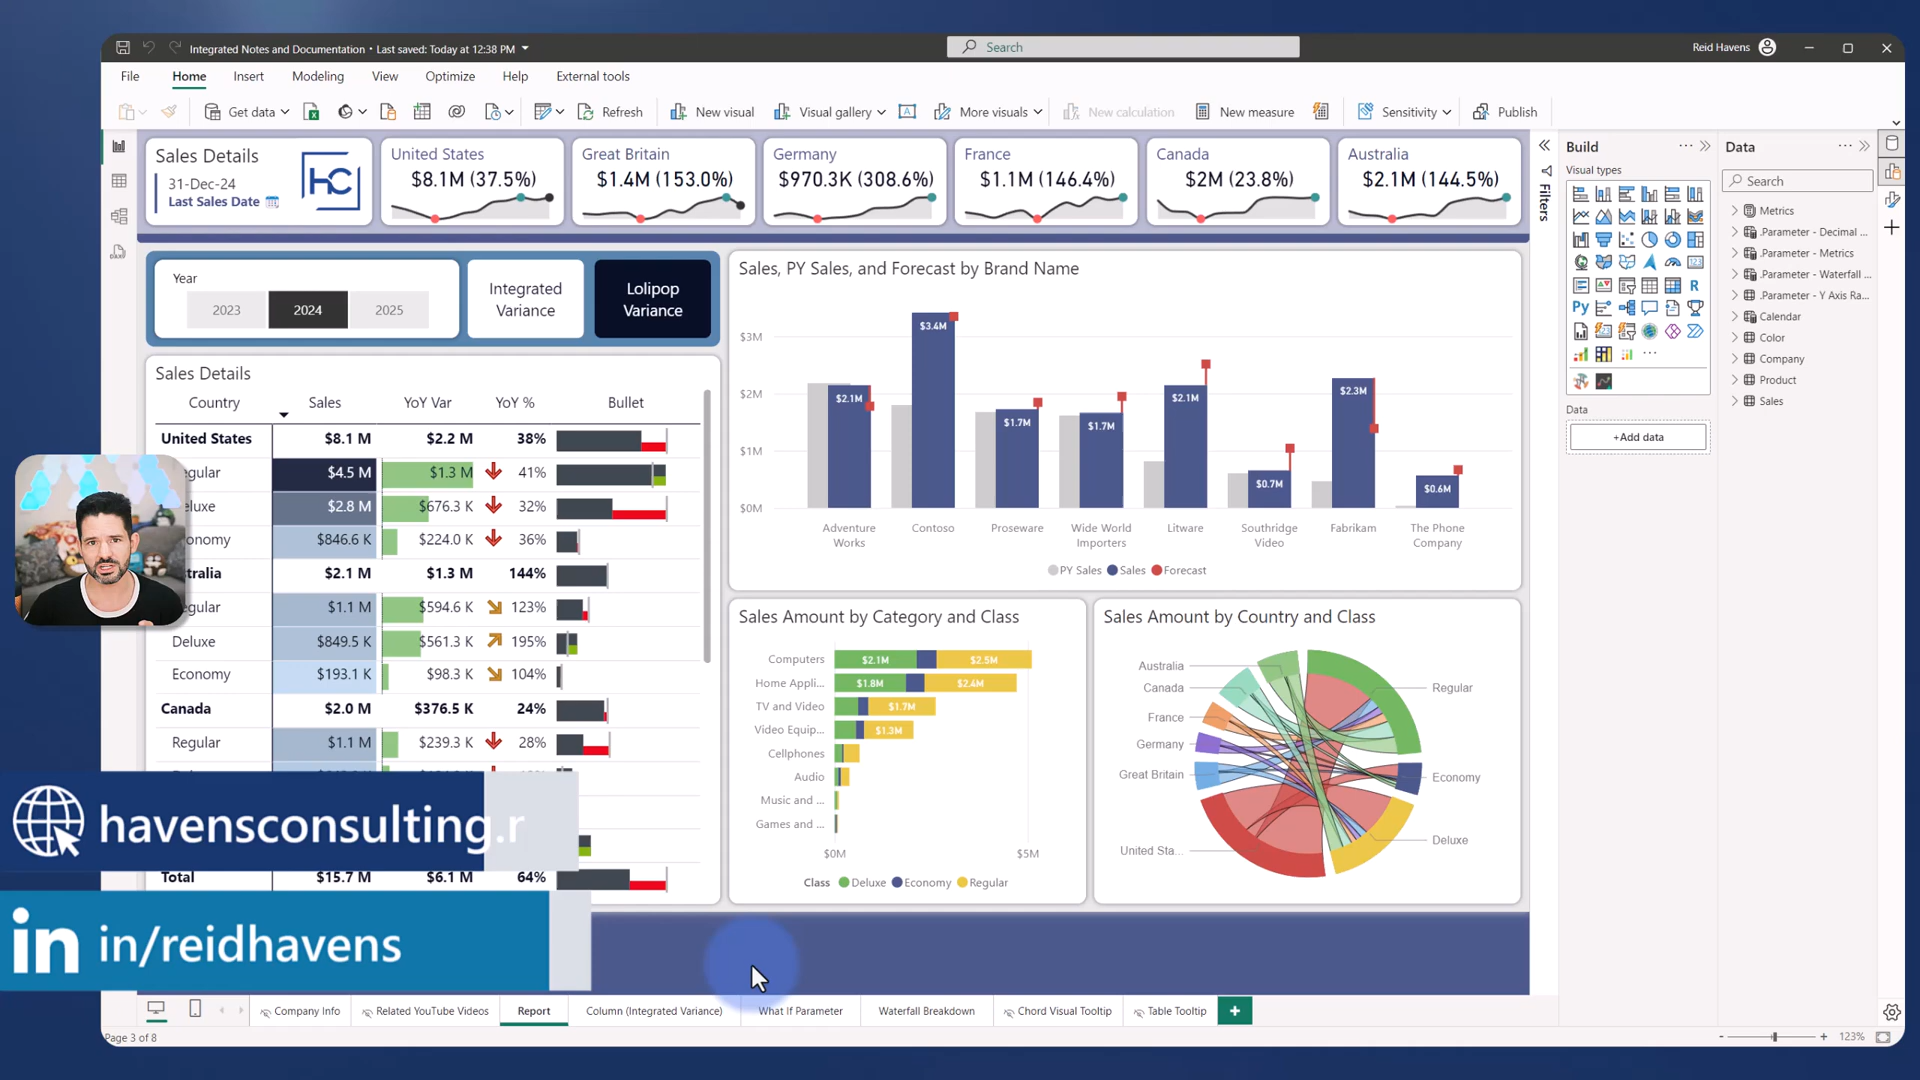 Integrated Notes and Documentation • Last saved: Today at 12:38 PM
Search
Reid Havens
File Home Insert Modeling View Optimize Help External tools
Get data Refresh New visual Visual gallery More visuals New calculation New measure Sensitivity Publish
Sales Details
31-Dec-24
Last Sales Date
HC
United States
$8.1M (37.5%)
Great Britain
$1.4M (153.0%)
Germany
$970.3K (308.6%)
France
$1.1M (146.4%)
Canada
$2M (23.8%)
Australia
$2.1M (144.5%)
Year
2023 2024 2025
Integrated
Variance
Lolipop
Variance
Sales Details
Country Sales YoY Var YoY % Bullet
United States $8.1 M $2.2 M 38%
egular $4.5 M $1.3 M 41%
eluxe $2.8 M $676.3 K 32%
onomy $846.6 K $224.0 K 36%
tralia $2.1 M $1.3 M 144%
egular $1.1 M $594.6 K 123%
Deluxe $849.5 K $561.3 K 195%
Economy $193.1 K $98.3 K 104%
Canada $2.0 M $376.5 K 24%
Regular $1.1 M $239.3 K 28%
Total $15.7 M $6.1 M 64%
Sales, PY Sales, and Forecast by Brand Name
$3M
$2M
$1M
$0M
$2.1M $3.4M $1.7M $1.7M $2.1M $0.7M $2.3M $0.6M
Adventure Works
Contoso
Proseware
Wide World Importers
Litware
Southridge Video
Fabrikam
The Phone Company
PY Sales Sales Forecast
Sales Amount by Category and Class
Computers $2.1M $2.5M
Home Appli... $1.8M $2.4M
TV and Video $1.7M
Video Equip... $1.3M
Cellphones
Audio
Music and ...
Games and ...
$0M $5M
Class Deluxe Economy Regular
Sales Amount by Country and Class
Australia
Canada
France
Germany
Great Britain
United Sta...
Regular
Economy
Deluxe
Filters
Build
Visual types
R
Py
123
Data
+Add data
Data
Search
Metrics
.Parameter - Decimal ...
.Parameter - Metrics
.Parameter - Waterfall ...
.Parameter - Y Axis Ra...
Calendar
Color
Company
Product
Sales
havensconsulting.r
in in/reidhavens
Company Info Related YouTube Videos Report Column (Integrated Variance) What If Parameter Waterfall Breakdown Chord Visual Tooltip Table Tooltip +
Page 3 of 8
- + 123%